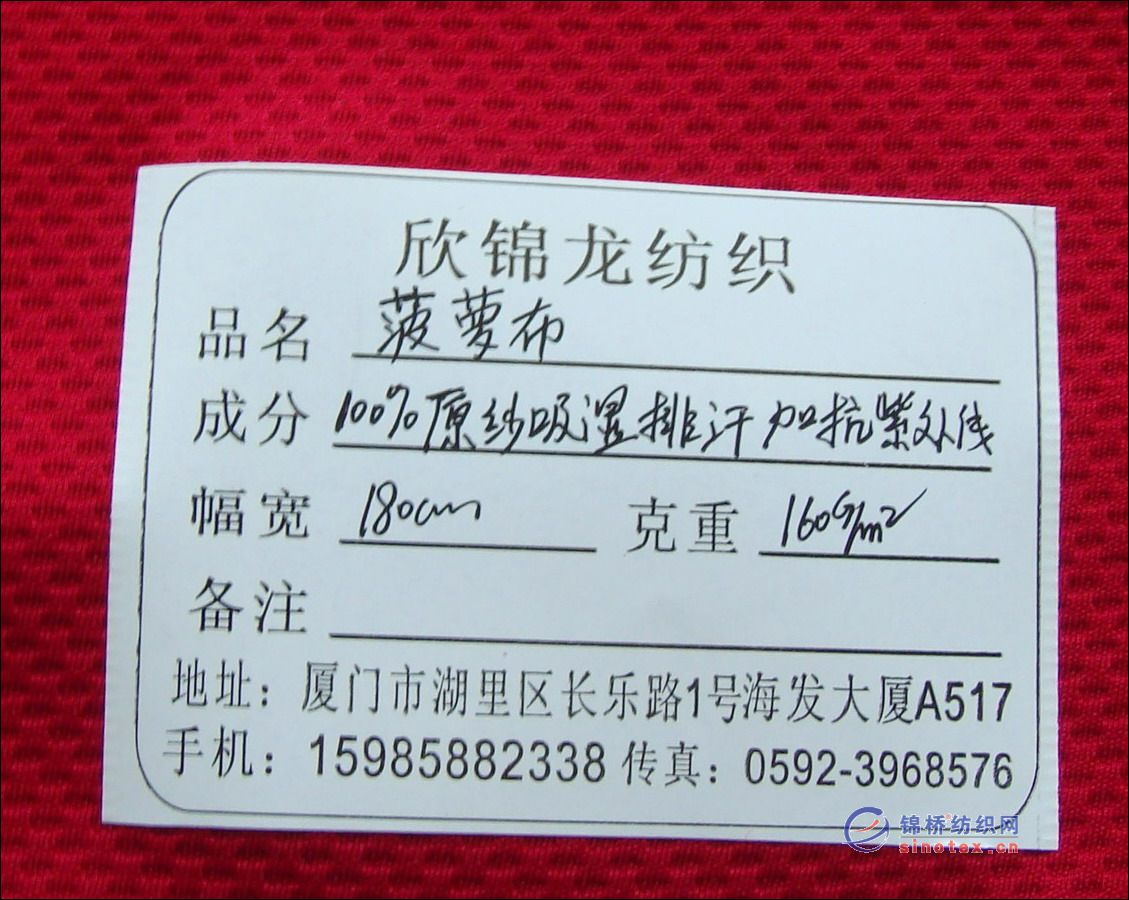 欣锦龙纺织
品名 菠萝布
成分 100%原纱吸湿排汗加抗紫外线
幅宽 180cm 克重 160G/m²
备注
地址：厦门市湖里区长乐路1号海发大厦A517
手机：15985882338 传真：0592-3968576
锦桥纺织网
sinotex.cn